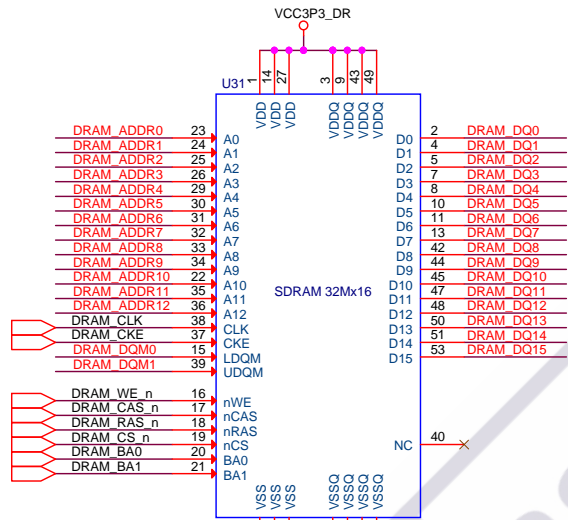 VCC3P3_DR
U31
1 14 27 3 9 43 49
VDD VDD VDD VDDQ VDDQ VDDQ VDDQ
DRAM_ADDR0 23 A0 D0 2 DRAM_DQ0
DRAM_ADDR1 24 A1 D1 4 DRAM_DQ1
DRAM_ADDR2 25 A2 D2 5 DRAM_DQ2
DRAM_ADDR3 26 A3 D3 7 DRAM_DQ3
DRAM_ADDR4 29 A4 D4 8 DRAM_DQ4
DRAM_ADDR5 30 A5 D5 10 DRAM_DQ5
DRAM_ADDR6 31 A6 D6 11 DRAM_DQ6
DRAM_ADDR7 32 A7 D7 13 DRAM_DQ7
DRAM_ADDR8 33 A8 D8 42 DRAM_DQ8
DRAM_ADDR9 34 A9 D9 44 DRAM_DQ9
DRAM_ADDR10 22 A10 D10 45 DRAM_DQ10
DRAM_ADDR11 35 A11 D11 47 DRAM_DQ11
DRAM_ADDR12 36 A12 D12 48 DRAM_DQ12
DRAM_CLK 38 CLK D13 50 DRAM_DQ13
DRAM_CKE 37 CKE D14 51 DRAM_DQ14
DRAM_DQM0 15 LDQM D15 53 DRAM_DQ15
DRAM_DQM1 39 UDQM
SDRAM 32Mx16
DRAM_WE_n 16 nWE
DRAM_CAS_n 17 nCAS
DRAM_RAS_n 18 nRAS
DRAM_CS_n 19 nCS NC 40
DRAM_BA0 20 BA0
DRAM_BA1 21 BA1
VSS VSS VSS VSSQ VSSQ VSSQ VSSQ